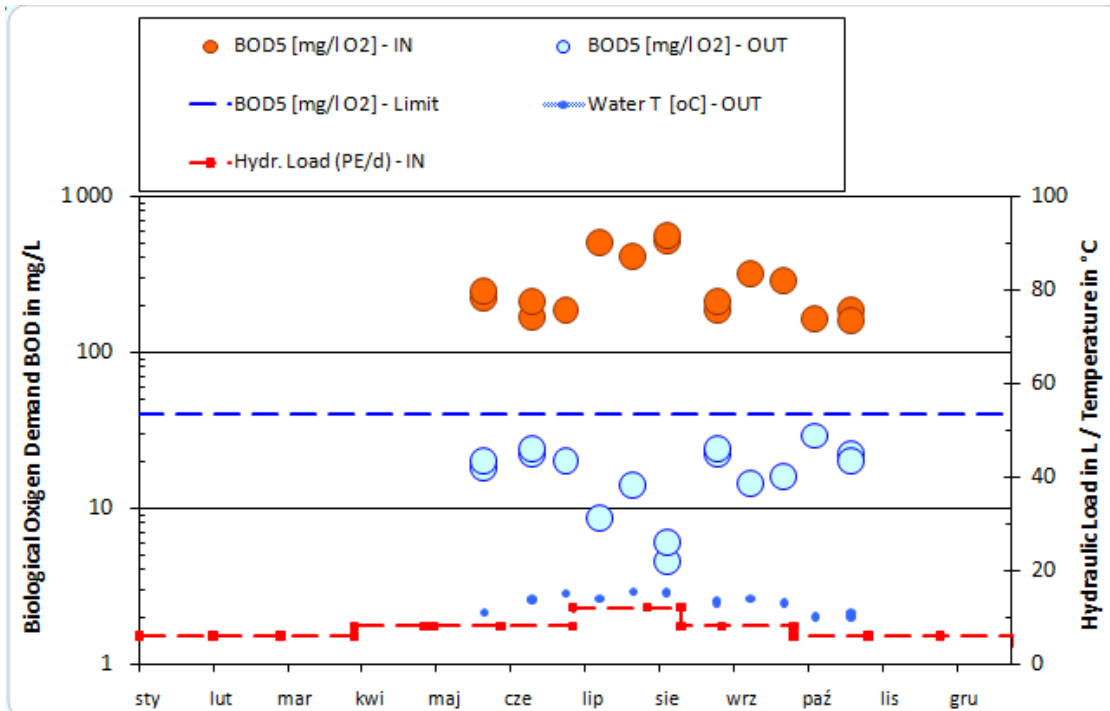 BOD5 [mg/l O2] - IN
BOD5 [mg/l O2] - OUT
BOD5 [mg/l O2] - Limit
Water T [oC] - OUT
Hydr. Load (PE/d) - IN
Biological Oxigen Demand BOD in mg/L
1 000
100
10
1
100
80
60
40
20
0
Hydraulic Load in L / Temperature in °C
sty lut mar kwi maj cze lip sie wrz paź lis gru